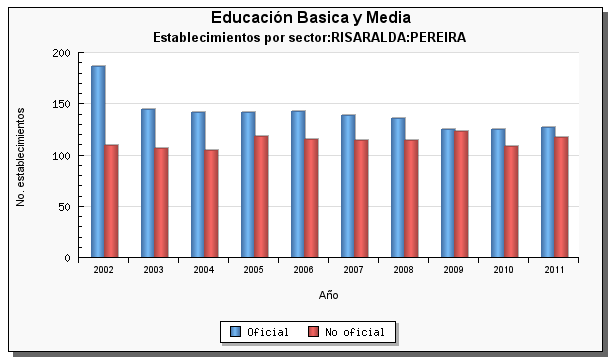 Educación Basica y Media
Establecimientos por sector:RISARALDA:PEREIRA
No. establecimientos
200
150
100
50
0
2002 2003 2004 2005 2006 2007 2008 2009 2010 2011
Año
Oficial No oficial